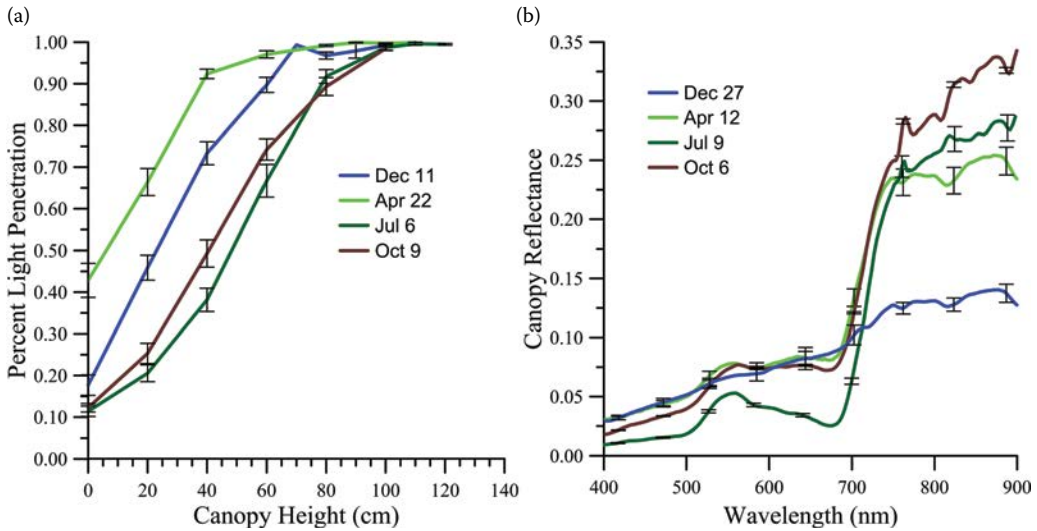 (a)
Percent Light Penetration
1.00
0.90
0.80
0.70
0.60
0.50
0.40
0.30
0.20
0.10
0.00
Dec 11
Apr 22
Jul 6
Oct 9
0 20 40 60 80 100 120 140
Canopy Height (cm)
(b)
Canopy Reflectance
0.35
0.30
0.25
0.20
0.15
0.10
0.05
0.00
Dec 27
Apr 12
Jul 9
Oct 6
400 500 600 700 800 900
Wavelength (nm)